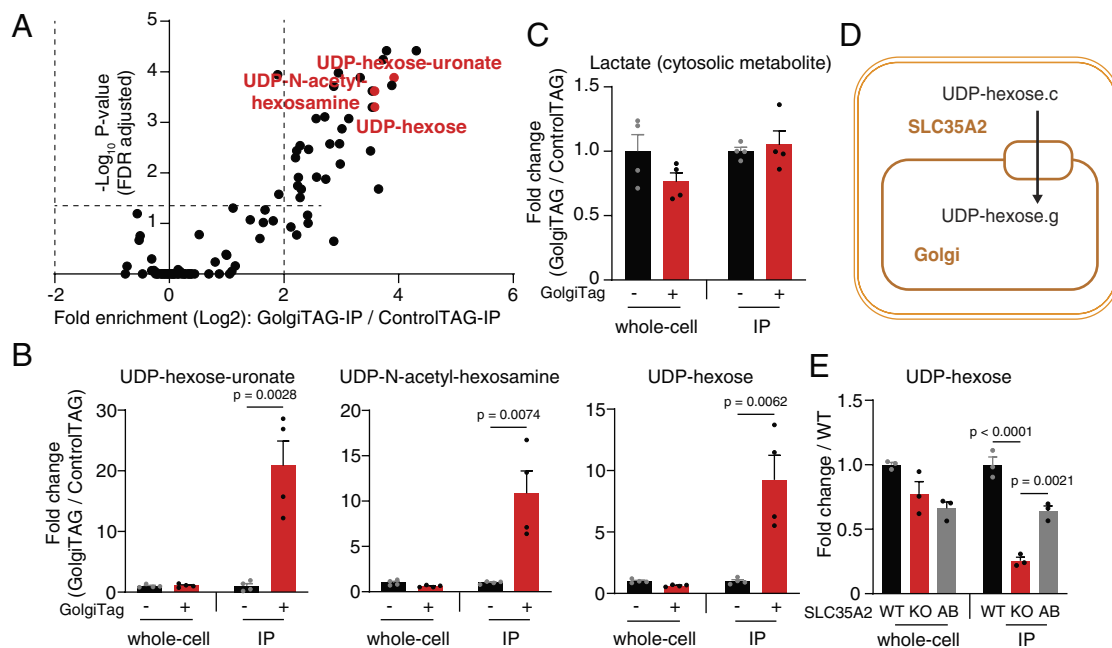 A
-Log10 P-value
(FDR adjusted)
5
4
3
2
1
0
-2
0
2
4
6
UDP-hexose-uronate
UDP-N-acetyl-
hexosamine
UDP-hexose
Fold enrichment (Log2): GolgiTAG-IP / ControlTAG-IP
C
Lactate (cytosolic metabolite)
Fold change
(GolgiTAG / ControlTAG)
1.5
1.0
0.5
0
GolgiTag - + - +
whole-cell IP
D
UDP-hexose.c
SLC35A2
UDP-hexose.g
Golgi
B
Fold change
(GolgiTAG / ControlTAG)
UDP-hexose-uronate
p = 0.0028
30
20
10
0
GolgiTag - + - +
whole-cell IP
UDP-N-acetyl-hexosamine
p = 0.0074
20
15
10
5
0
- + - +
whole-cell IP
UDP-hexose
p = 0.0062
15
10
5
0
- + - +
whole-cell IP
E
UDP-hexose
Fold change / WT
1.5
1.0
0.5
0
p < 0.0001
p = 0.0021
SLC35A2 WT KO AB WT KO AB
whole-cell IP